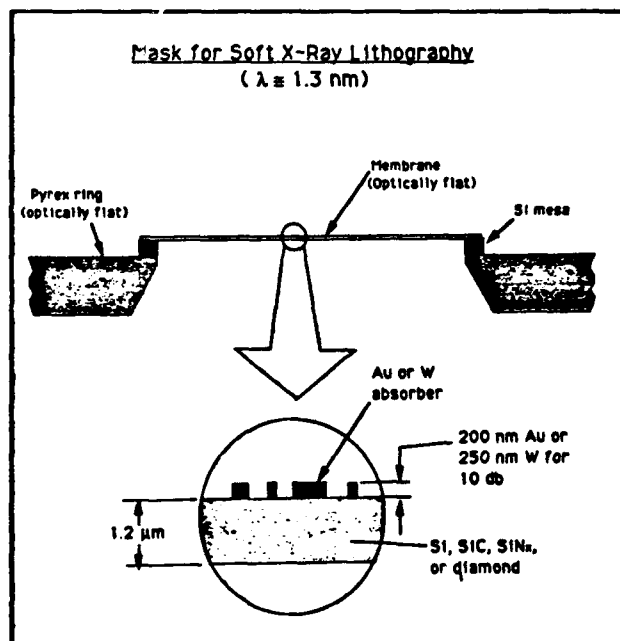 Mask for Soft X-Ray Lithography
( λ ≅ 1.3 nm)
Membrane
(Optically flat)
Pyrex ring
(optically flat)
Si mesa
Au or W
absorber
200 nm Au or
250 nm W for
10 db
1.2 μm
Si, SiC, SiNx,
or diamond